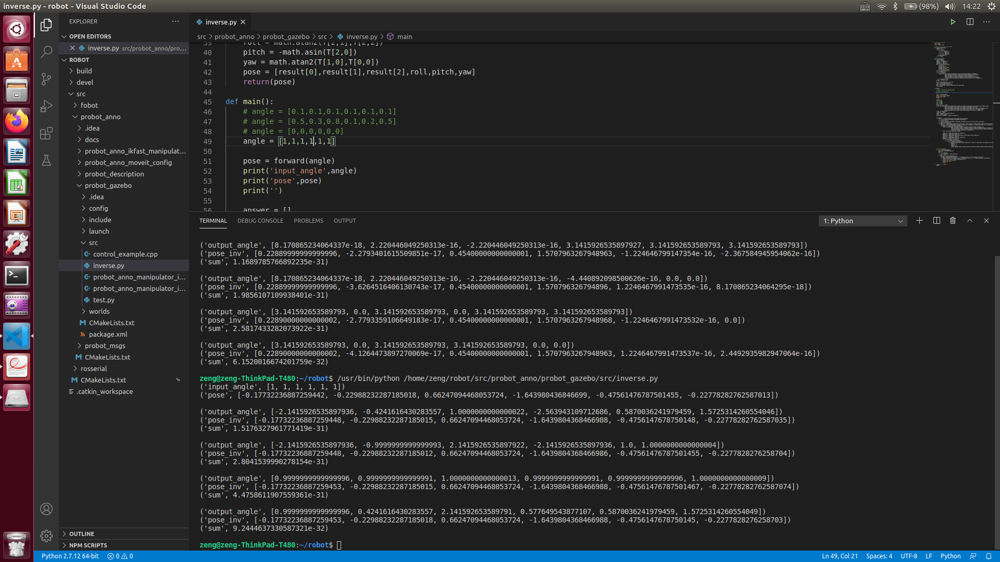 inverse.py - robot - Visual Studio Code
(98%)
14:22
EXPLORER
OPEN EDITORS
inverse.py src/probot_anno/pro...
ROBOT
build
devel
src
fobot
probot_anno
.idea
docs
probot_anno_ikfast_manipulat...
probot_anno_moveit_config
probot_description
probot_gazebo
.idea
config
include
launch
src
control_example.cpp
inverse.py
probot_anno_manipulator_i...
probot_anno_manipulator_i...
test.py
worlds
CMakeLists.txt
package.xml
probot_msgs
CMakeLists.txt
rosserial
CMakeLists.txt
.catkin_workspace
OUTLINE
NPM SCRIPTS
inverse.py
src > probot_anno > probot_gazebo > src > inverse.py > main
39 roll = math.atan2(T[2,1],T[2,2])
40 pitch = -math.asin(T[2,0])
41 yaw = math.atan2(T[1,0],T[0,0])
42 pose = [result[0],result[1],result[2],roll,pitch,yaw]
43 return(pose)
44
45 def main():
46 # angle = [0.1,0.1,0.1,0.1,0.1,0.1]
47 # angle = [0.5,0.3,0.8,0.1,0.2,0.5]
48 # angle = [0,0,0,0,0,0]
49 angle = [1,1,1,1,1,1]
50
51 pose = forward(angle)
52 print('input_angle',angle)
53 print('pose',pose)
54 print('')
55
56 answer = []
TERMINAL DEBUG CONSOLE PROBLEMS OUTPUT
1: Python
('output_angle', [8.170865234064337e-18, 2.220446049250313e-16, -2.220446049250313e-16, 3.1415926535897927, 3.141592653589793, 3.141592653589793])
('pose_inv', [0.22889999999999996, -2.2793401615509851e-17, 0.45400000000000001, 1.5707963267948963, -1.224646799147354e-16, -2.367584945954062e-16])
('sum', 1.1689785766892235e-31)
('output_angle', [8.170865234064337e-18, 2.220446049250313e-16, -2.220446049250313e-16, -4.440892098500626e-16, 0.0, 0.0])
('pose_inv', [0.22889999999999996, -3.6264516406130743e-17, 0.45400000000000001, 1.570796326794896, 1.2246467991473535e-16, 8.170865234064295e-18])
('sum', 1.9856107109938401e-31)
('output_angle', [3.141592653589793, 0.0, 3.141592653589793, 0.0, 3.141592653589793, 3.141592653589793])
('pose_inv', [0.22890000000000002, -2.7793359106649183e-17, 0.45400000000000001, 1.5707963267948968, -1.2246467991473532e-16, 0.0])
('sum', 2.5817433282073922e-31)
('output_angle', [3.141592653589793, 0.0, 3.141592653589793, 3.141592653589793, 0.0, 0.0])
('pose_inv', [0.22890000000000002, -4.1264473897270069e-17, 0.45400000000000001, 1.5707963267948963, 1.2246467991473537e-16, 2.4492935982947064e-16])
('sum', 6.1520016674201759e-32)
zeng@zeng-ThinkPad-T480:~/robot$ /usr/bin/python /home/zeng/robot/src/probot_anno/probot_gazebo/src/inverse.py
('input_angle', [1, 1, 1, 1, 1, 1])
('pose', [-0.17732236887259442, -0.22988232287185018, 0.66247094468053724, -1.643980436846699, -0.47561476787501455, -0.22778282762587013])
('output_angle', [-2.1415926535897936, -0.4241616430283557, 1.0000000000000022, -2.563943109712686, 0.5870036241979459, 1.5725314260554046])
('pose_inv', [-0.17732236887259448, -0.22988232287185015, 0.66247094468053724, -1.6439804368466988, -0.4756147678750148, -0.22778282762587035])
('sum', 1.5176327961771419e-31)
('output_angle', [-2.1415926535897936, -0.9999999999999993, 2.1415926535897922, -2.1415926535897936, 1.0, 1.0000000000000004])
('pose_inv', [-0.17732236887259448, -0.22988232287185012, 0.66247094468053724, -1.6439804368466986, -0.47561476787501455, -0.2277828276258704])
('sum', 2.8041539990278154e-31)
('output_angle', [0.9999999999999996, 0.9999999999999991, 1.0000000000000013, 0.9999999999999991, 0.9999999999999996, 1.0000000000000009])
('pose_inv', [-0.17732236887259453, -0.22988232287185015, 0.66247094468053724, -1.6439804368466988, -0.47561476787501467, -0.22778282762587074])
('sum', 4.4758611907559361e-31)
('output_angle', [0.9999999999999996, 0.4241616430283557, 2.141592653589791, 0.577649543877107, 0.5870036241979459, 1.5725314260554049])
('pose_inv', [-0.17732236887259453, -0.22988232287185018, 0.66247094468053724, -1.6439804368466988, -0.4756147678750145, -0.2277828276258703])
('sum', 9.2444637330587321e-32)
zeng@zeng-ThinkPad-T480:~/robot$
Python 2.7.12 64-bit
0 0
Ln 49, Col 21
Spaces: 4
UTF-8
LF
Python